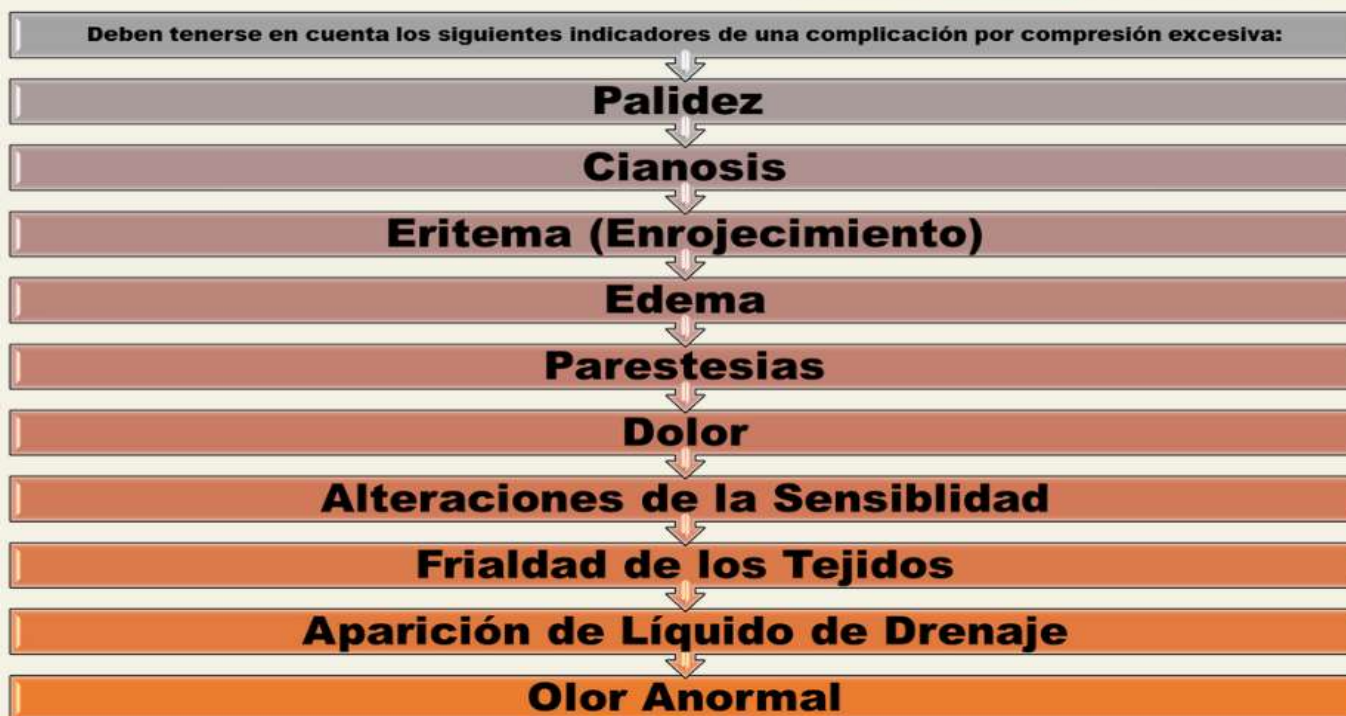 Deben tenerse en cuenta los siguientes indicadores de una complicación por compresión excesiva:
Palidez
Cianosis
Eritema (Enrojecimiento)
Edema
Parestesias
Dolor
Alteraciones de la Sensiblidad
Frialdad de los Tejidos
Aparición de Líquido de Drenaje
Olor Anormal